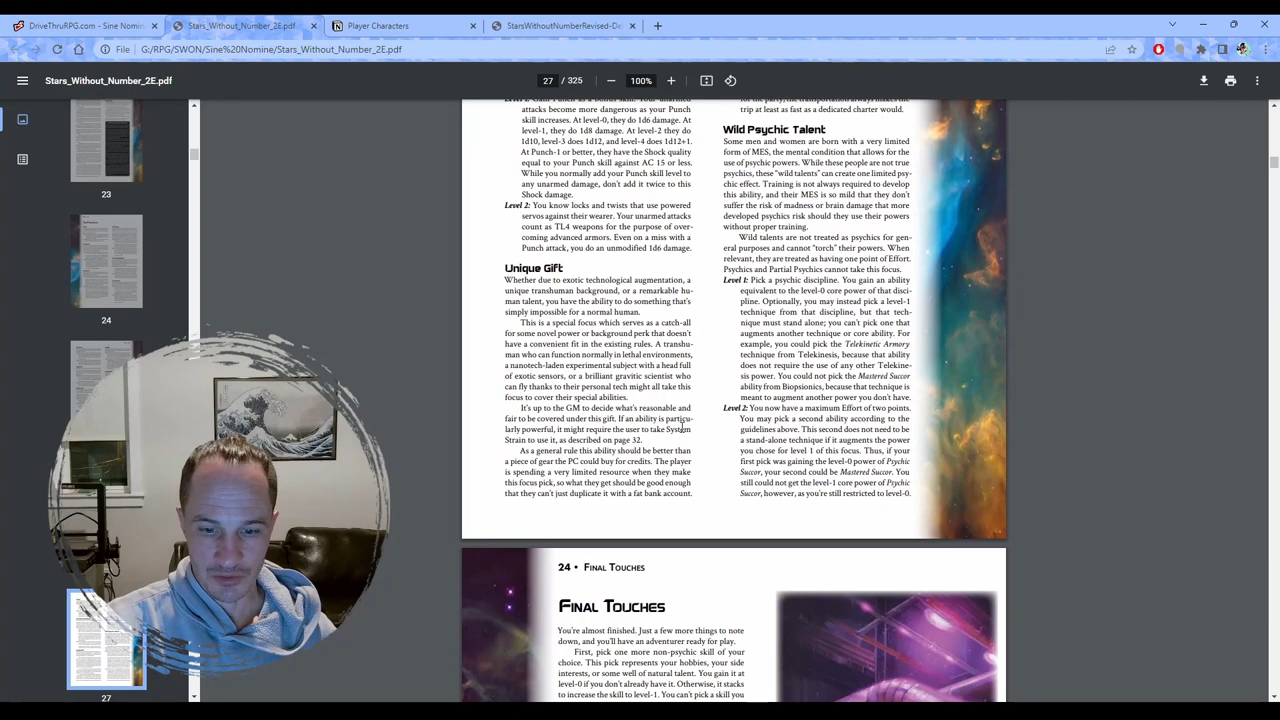 DriveThruRPG.com - Sine Nomin
Stars_Without_Number_2E.pdf
Player Characters
StarsWithoutNumberRevised-De
File
G:/RPG/SWON/Sine%20Nomine/Stars_Without_Number_2E.pdf
Stars_Without_Number_2E.pdf
27 / 325
100%
23
24
27
attacks become more dangerous as your Punch
skill increases. At level-0, they do 1d6 damage. At
level-1, they do 1d8 damage. At level-2 they do
1d10, level-3 does 1d12, and level-4 does 1d12+1.
At Punch-1 or better, they have the Shock quality
equal to your Punch skill against AC 15 or less.
While you normally add your Punch skill level to
any unarmed damage, don't add it twice to this
Shock damage.
Level 2: You know locks and twists that use powered
servos against their wearer. Your unarmed attacks
count as TL4 weapons for the purpose of over-
coming advanced armors. Even on a miss with a
Punch attack, you do an unmodified 1d6 damage.
Unique Gift
Whether due to exotic technological augmentation, a
unique transhuman background, or a remarkable hu-
man talent, you have the ability to do something that's
simply impossible for a normal human.
This is a special focus which serves as a catch-all
for some novel power or background perk that doesn't
have a convenient fit in the existing rules. A transhu-
man who can function normally in lethal environments,
a nanotech-laden experimental subject with a head full
of exotic sensors, or a brilliant gravitic scientist who
can fly thanks to their personal tech might all take this
focus to cover their special abilities.
It's up to the GM to decide what's reasonable and
fair to be covered under this gift. If an ability is particu-
larly powerful, it might require the user to take System
Strain to use it, as described on page 32.
As a general rule this ability should be better than
a piece of gear the PC could buy for credits. The player
is spending a very limited resource when they make
this focus pick, so what they get should be good enough
that they can't just duplicate it with a fat bank account.
for the party, the transportation always makes the
trip at least as fast as a dedicated charter would.
Wild Psychic Talent
Some men and women are born with a very limited
form of MES, the mental condition that allows for the
use of psychic powers. While these people are not true
psychics, these "wild talents" can create one limited psy-
chic effect. Training is not always required to develop
this ability, and their MES is so mild that they don't
suffer the risk of madness or brain damage that more
developed psychics risk should they use their powers
without proper training.
Wild talents are not treated as psychics for gen-
eral purposes and cannot "torch" their powers. When
relevant, they are treated as having one point of Effort.
Psychics and Partial Psychics cannot take this focus.
Level 1: Pick a psychic discipline. You gain an ability
equivalent to the level-0 core power of that disci-
pline. Optionally, you may instead pick a level-1
technique from that discipline, but that tech-
nique must stand alone; you can't pick one that
augments another technique or core ability. For
example, you could pick the Telekinetic Armory
technique from Telekinesis, because that ability
does not require the use of any other Telekine-
sis power. You could not pick the Mastered Succor
ability from Biopsionics, because that technique is
meant to augment another power you don't have.
Level 2: You now have a maximum Effort of two points.
You may pick a second ability according to the
guidelines above. This second does not need to be
a stand-alone technique if it augments the power
you chose for level 1 of this focus. Thus, if your
first pick was gaining the level-0 power of Psychic
Succor, your second could be Mastered Succor. You
still could not get the level-1 core power of Psychic
Succor, however, as you're still restricted to level-0.
24 • Final Touches
Final Touches
You're almost finished. Just a few more things to note
down, and you'll have an adventurer ready for play.
First, pick one more non-psychic skill of your
choice. This pick represents your hobbies, your side
interests, or some well of natural talent. You gain it at
level-0 if you don't already have it. Otherwise, it stacks
to increase the skill to level-1. You can't pick a skill you